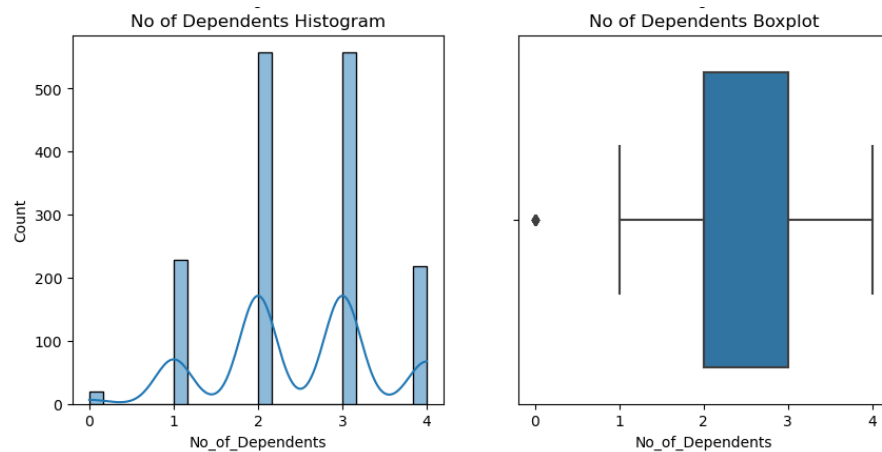 No of Dependents Histogram
500
400
300
200
100
0
Count
0 1 2 3 4
No_of_Dependents
No of Dependents Boxplot
0 1 2 3 4
No_of_Dependents